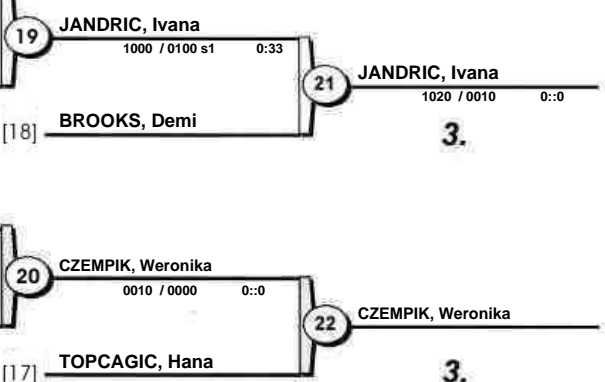 19
JANDRIC, Ivana
1000 / 0100 s1 0:33
21
JANDRIC, Ivana
1020 / 0010 0::0
[18]
BROOKS, Demi
3.
20
CZEMPIK, Weronika
0010 / 0000 0::0
22
CZEMPIK, Weronika
[17]
TOPCAGIC, Hana
3.